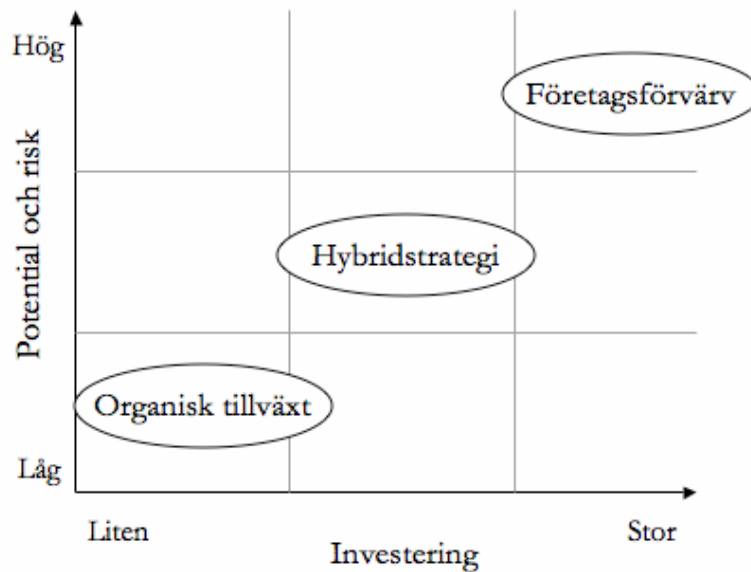 Hög
Företagsförvärv
Potential och risk
Hybridstrategi
Organisk tillväxt
Låg
Liten
Stor
Investering